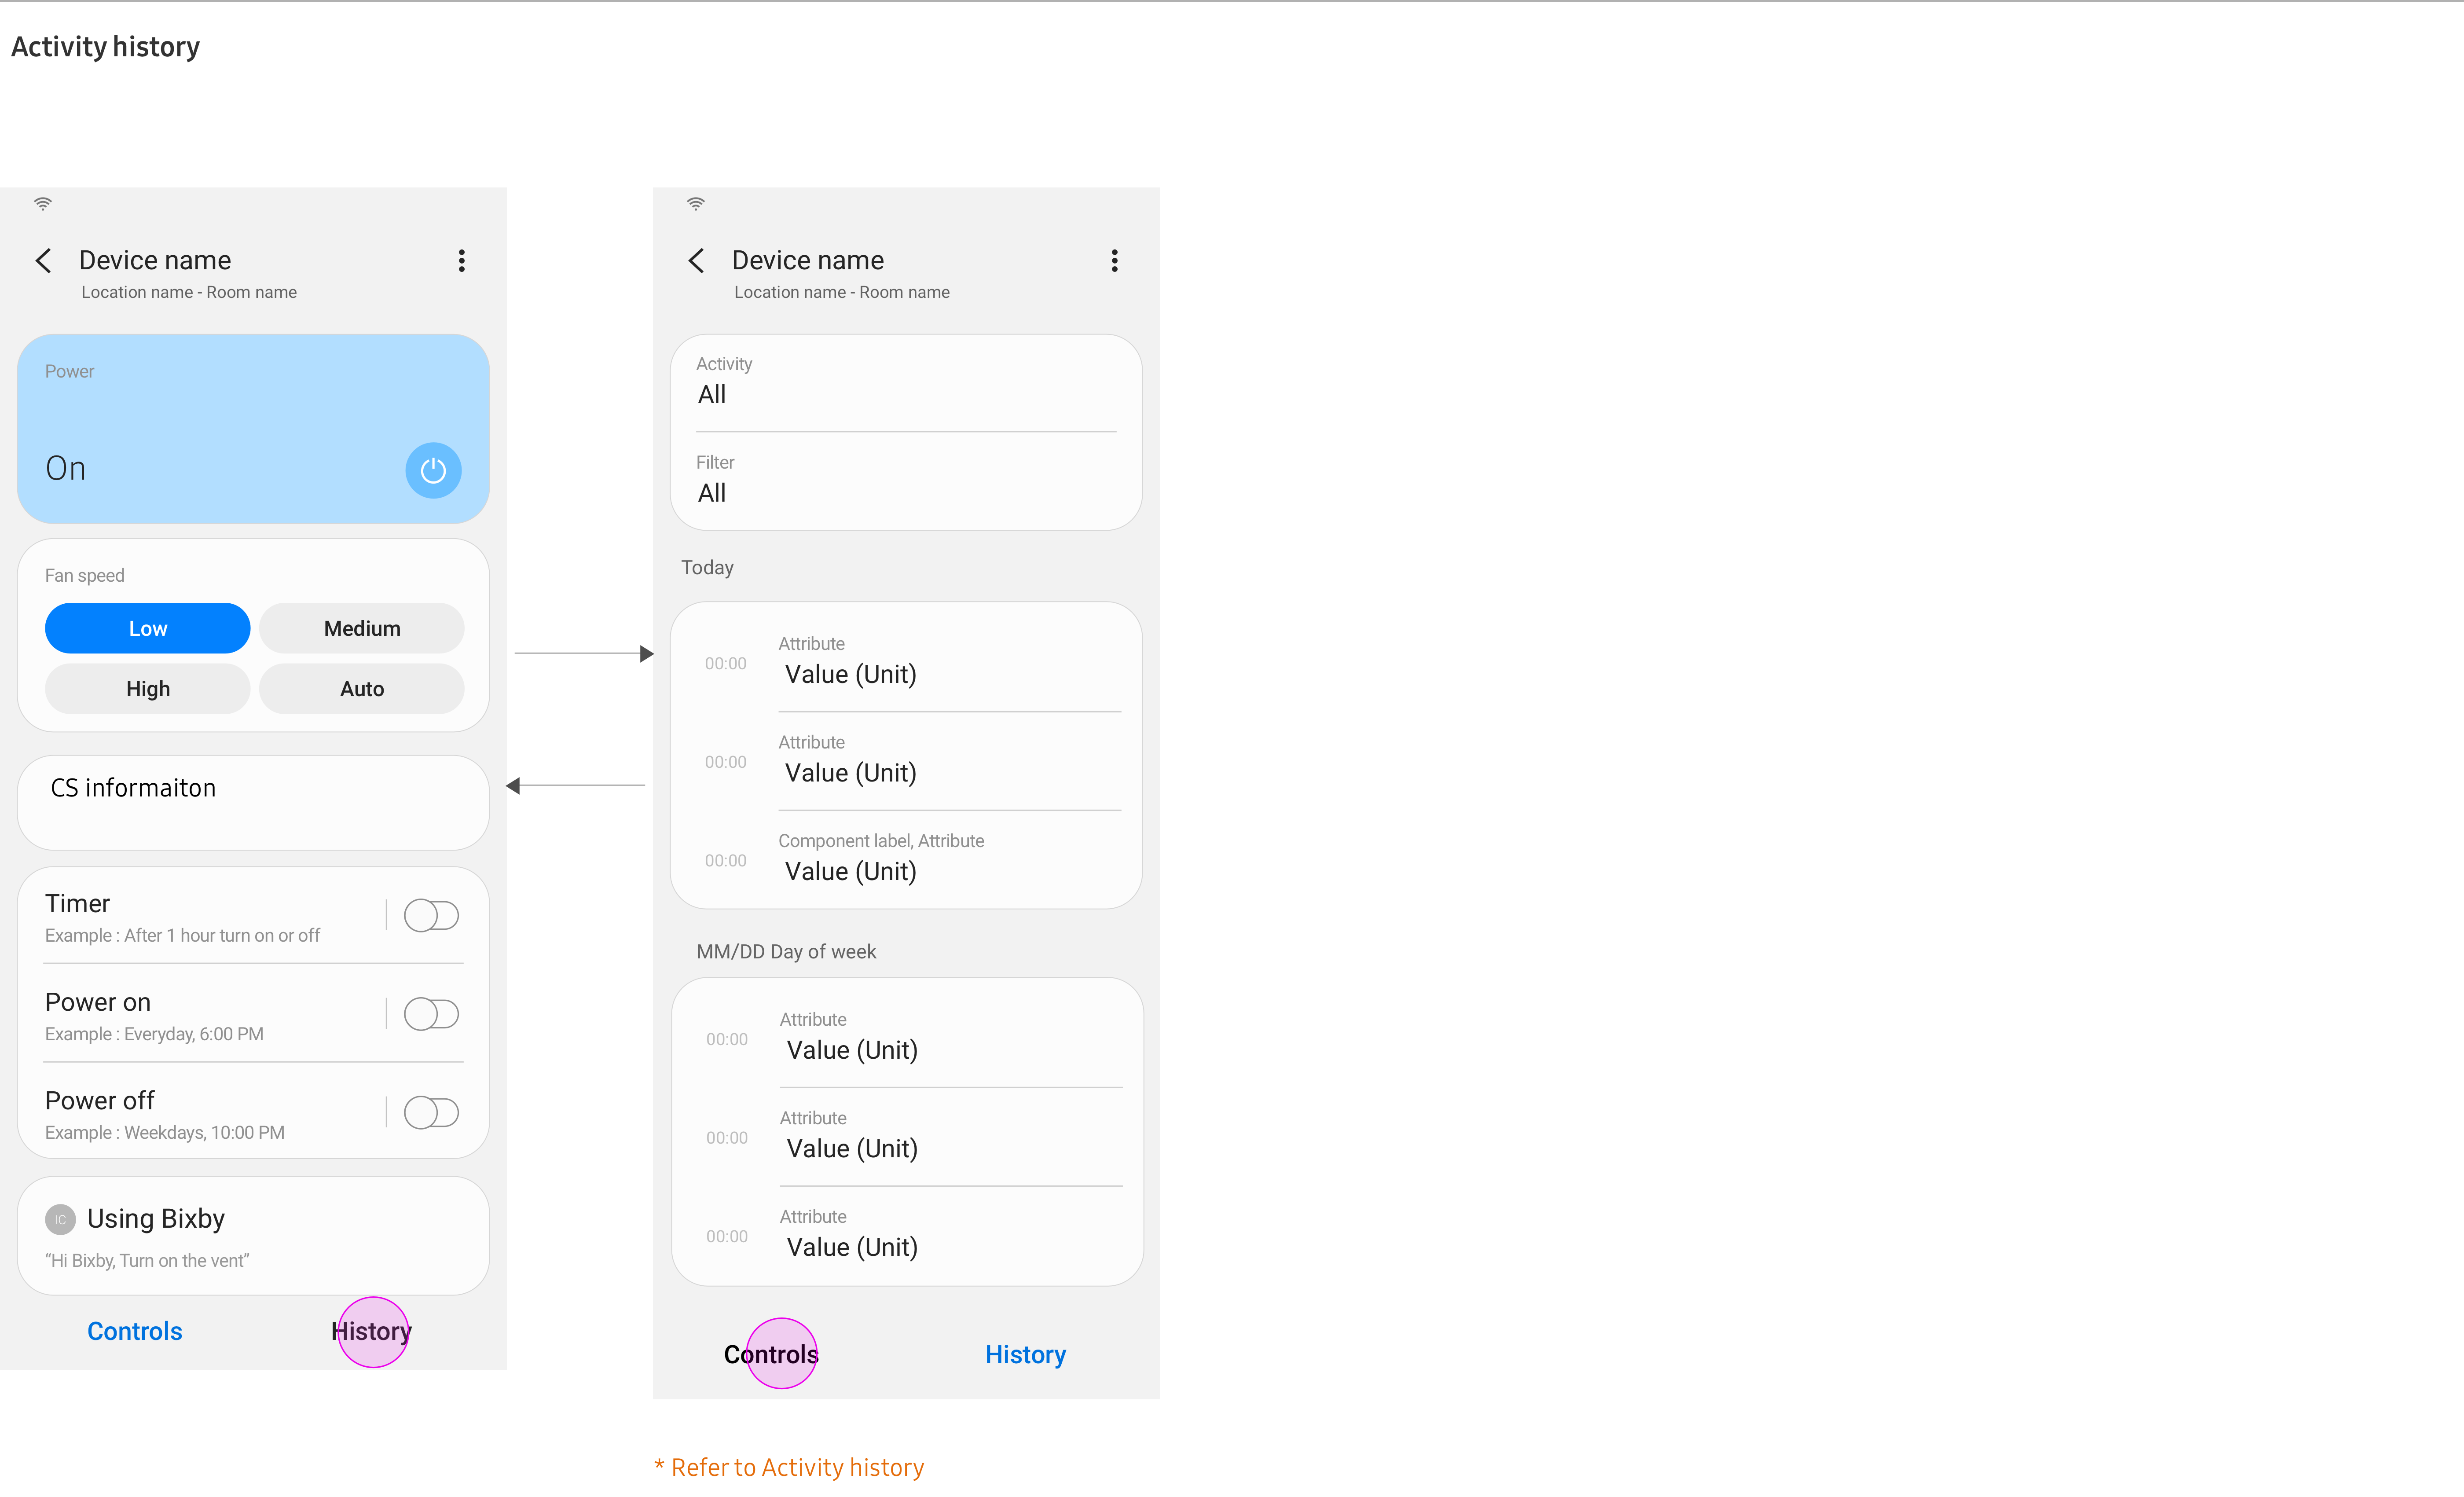 Activity history
Device name
Location name - Room name
Power
On
Fan speed
Low
Medium
High
Auto
CS informaiton
Timer
Example : After 1 hour turn on or off
Power on
Example : Everyday, 6:00 PM
Power off
Example : Weekdays, 10:00 PM
IC
Using Bixby
“Hi Bixby, Turn on the vent”
Controls
History
Device name
Location name - Room name
Activity
All
Filter
All
Today
Attribute
00:00
Value (Unit)
Attribute
00:00
Value (Unit)
Component label, Attribute
00:00
Value (Unit)
MM/DD Day of week
Attribute
00:00
Value (Unit)
Attribute
00:00
Value (Unit)
Attribute
00:00
Value (Unit)
Controls
History
* Refer to Activity history